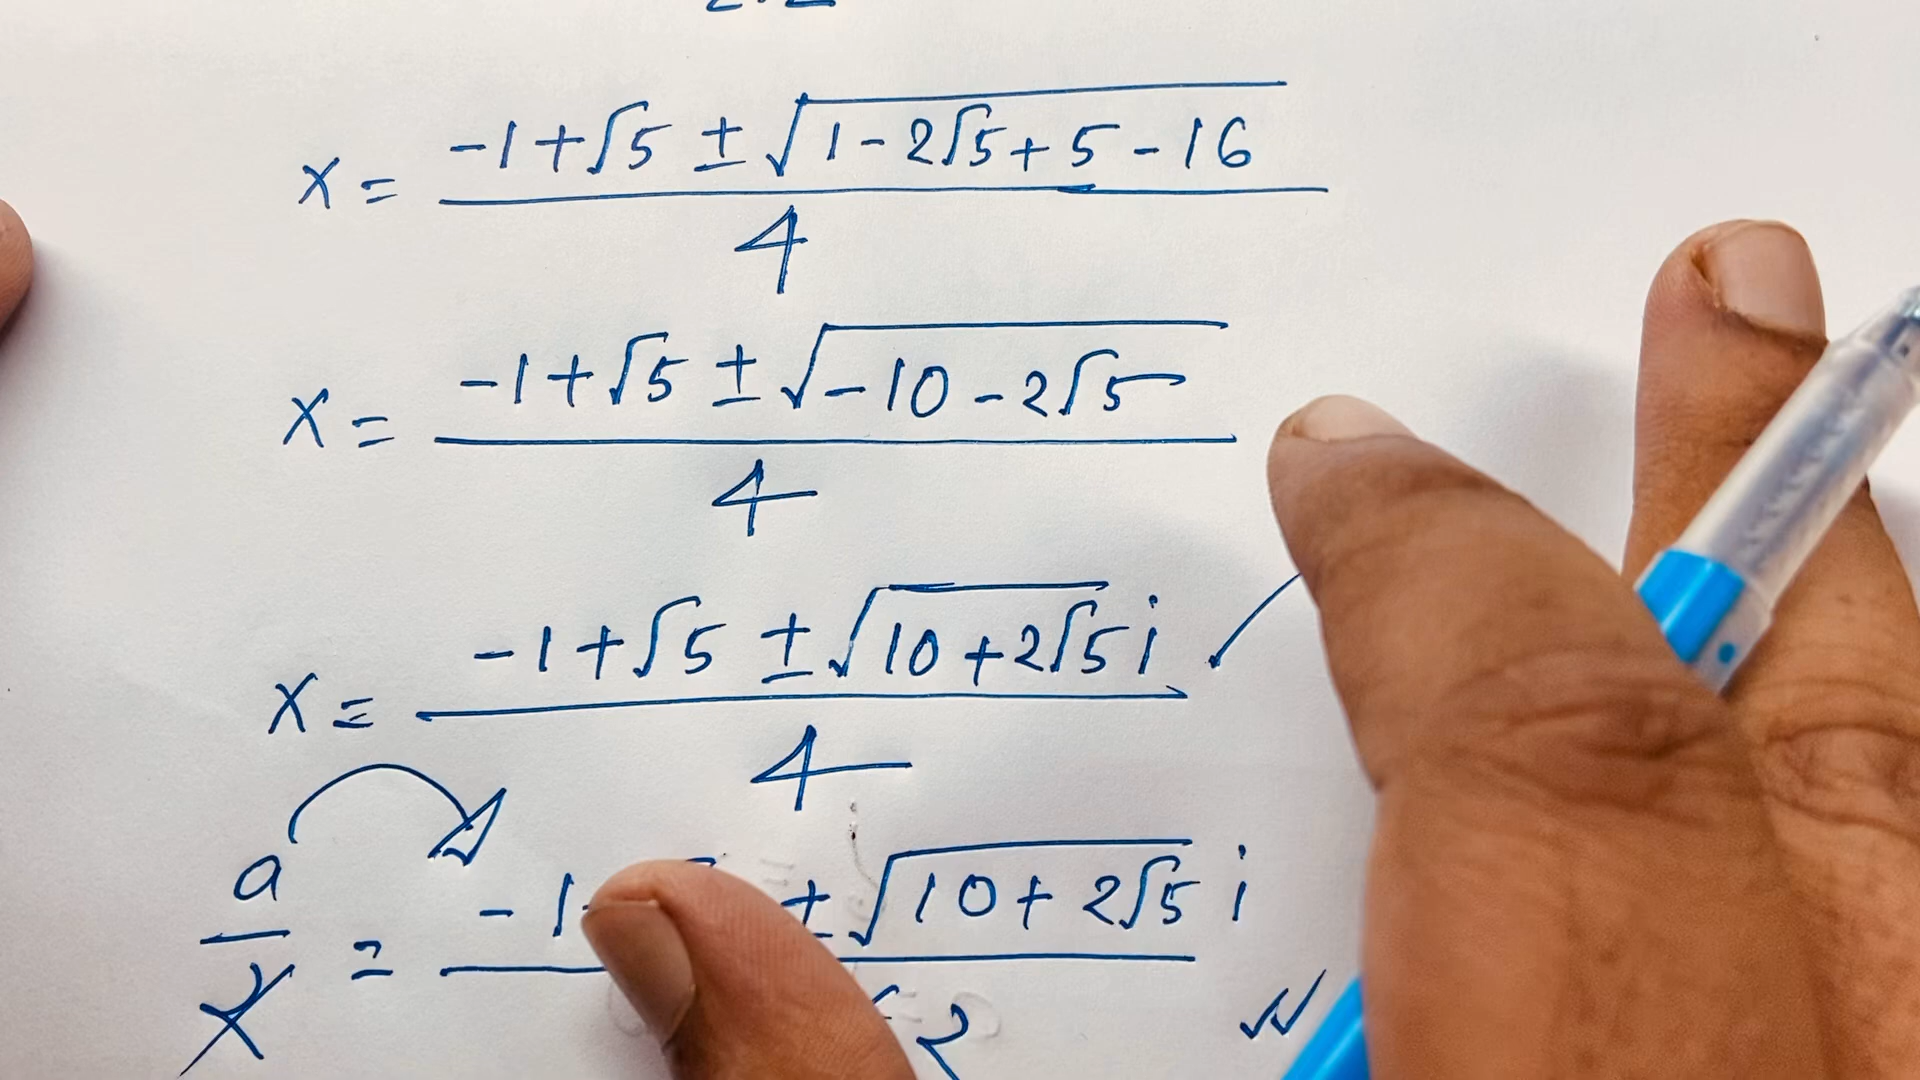 x = -1+√5 ± √1-2√5+5-16
4
x = -1+√5 ± √-10-2√5
4
x = -1+√5 ± √10+2√5 i
4
a = -1 ± √10+2√5 i
2